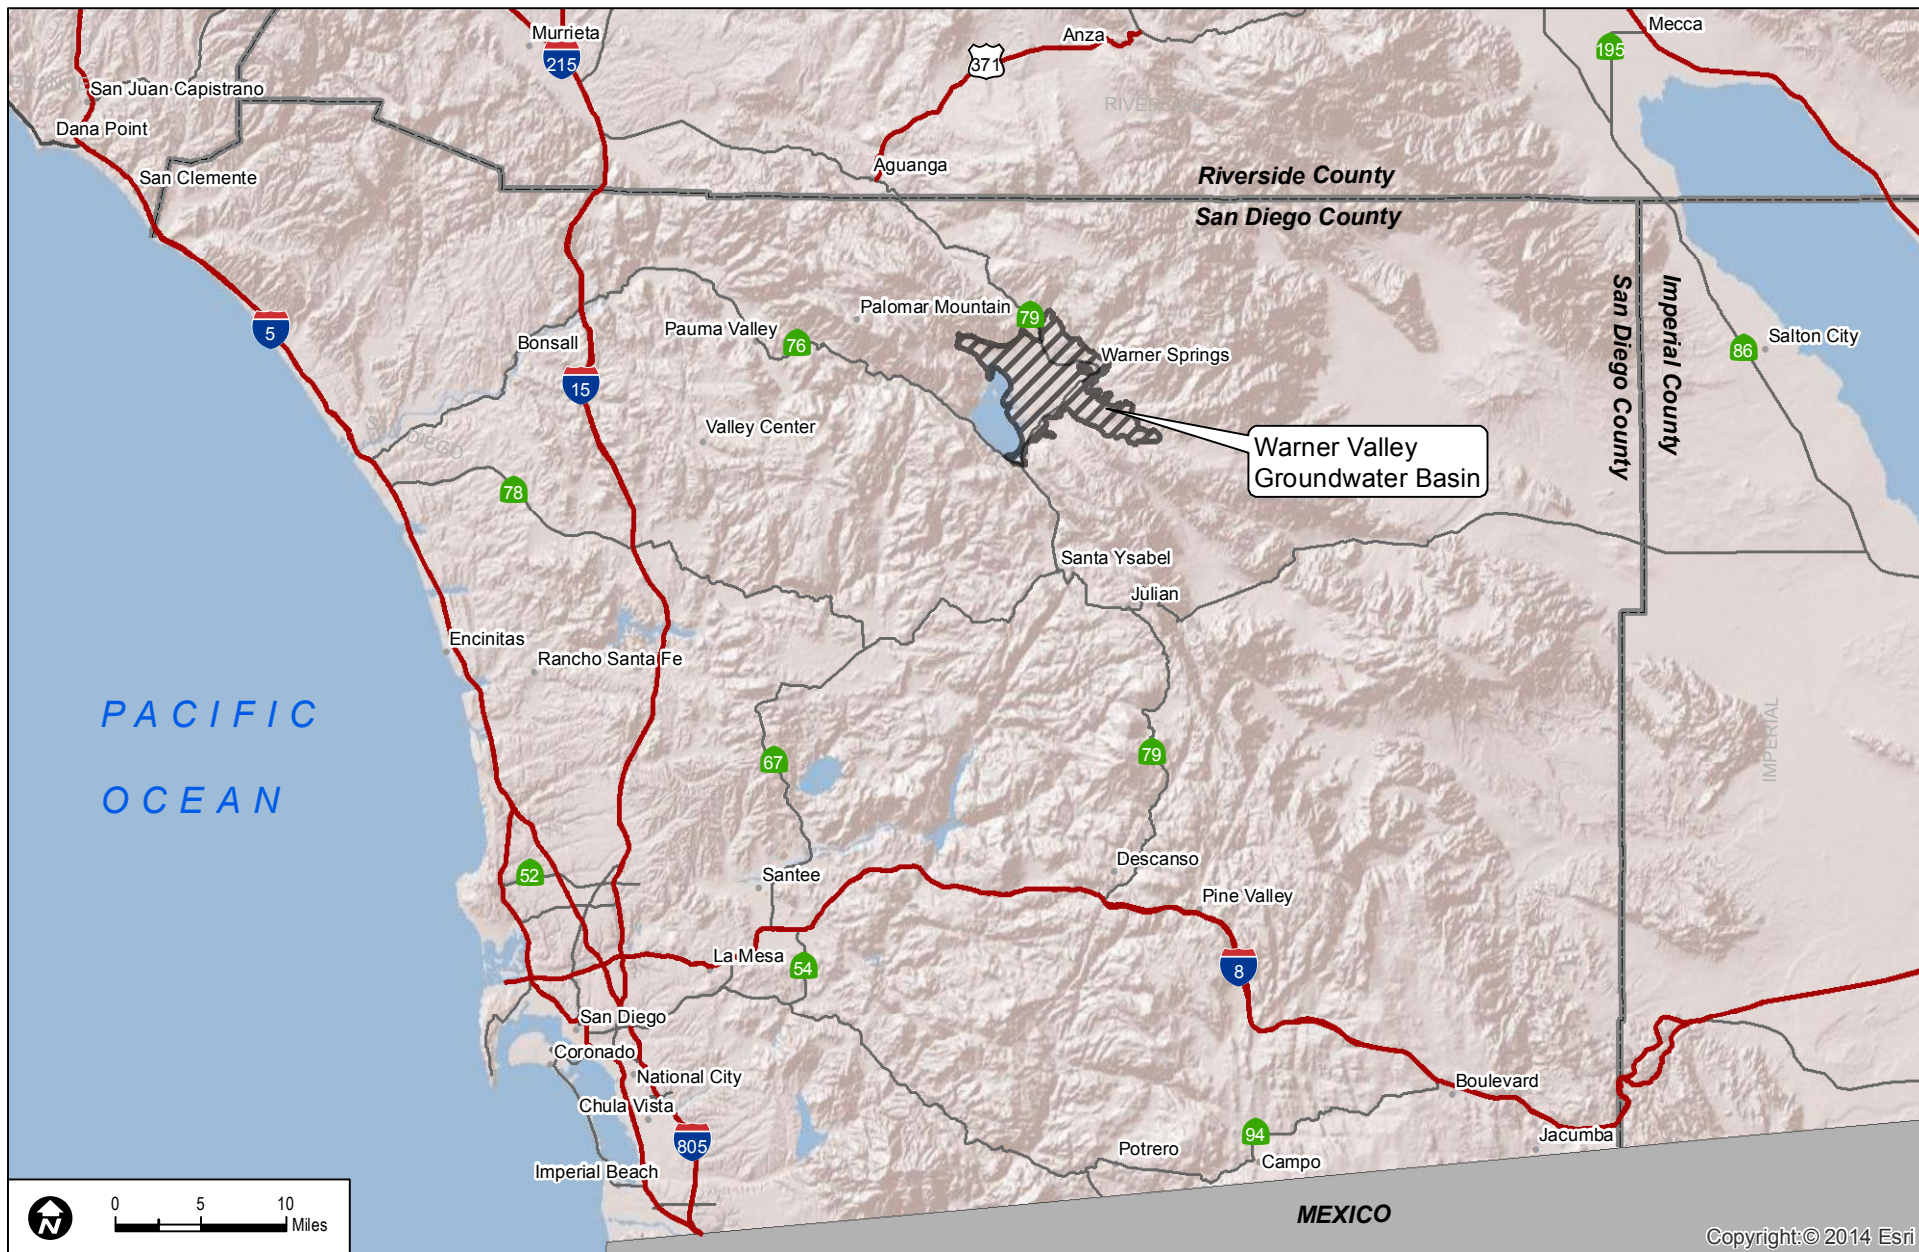 Murrieta
215
Anza
371
Mecca
195
San Juan Capistrano
Dana Point
San Clemente
Aguanga
Riverside County
San Diego County
5
Palomar Mountain
79
Pauma Valley
76
Bonsall
Warner Springs
15
Valley Center
San Diego County
Imperial County
Salton City
86
SAN DIEGO
Warner Valley
Groundwater Basin
78
Santa Ysabel
Julian
Encinitas
Rancho Santa Fe
PACIFIC
OCEAN
67
79
IMPERIAL
52
Santee
Descanso
Pine Valley
La Mesa
54
8
San Diego
Coronado
National City
Chula Vista
805
Imperial Beach
Boulevard
Jacumba
94
Potrero
Campo
MEXICO
N
0 5 10
Miles
Copyright:© 2014 Esri